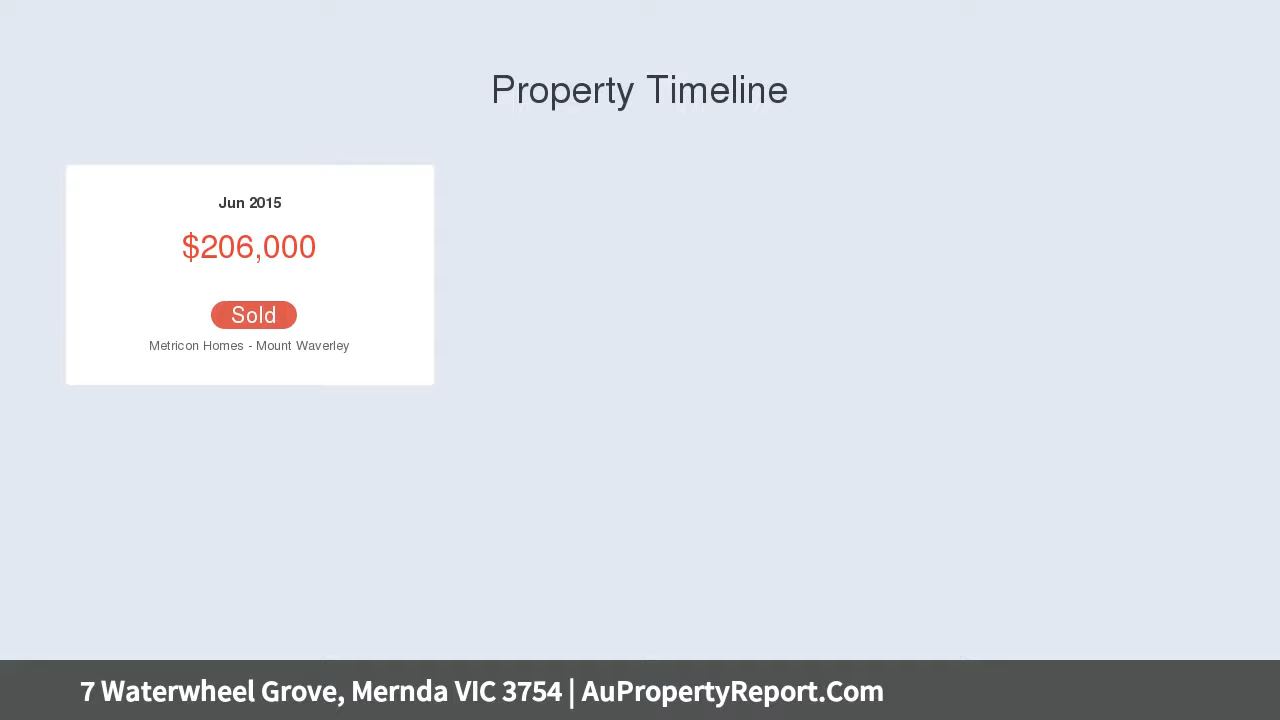 Property Timeline
Jun 2015
$206,000
Sold
Metricon Homes - Mount Waverley
7 Waterwheel Grove, Mernda VIC 3754 | AuPropertyReport.Com